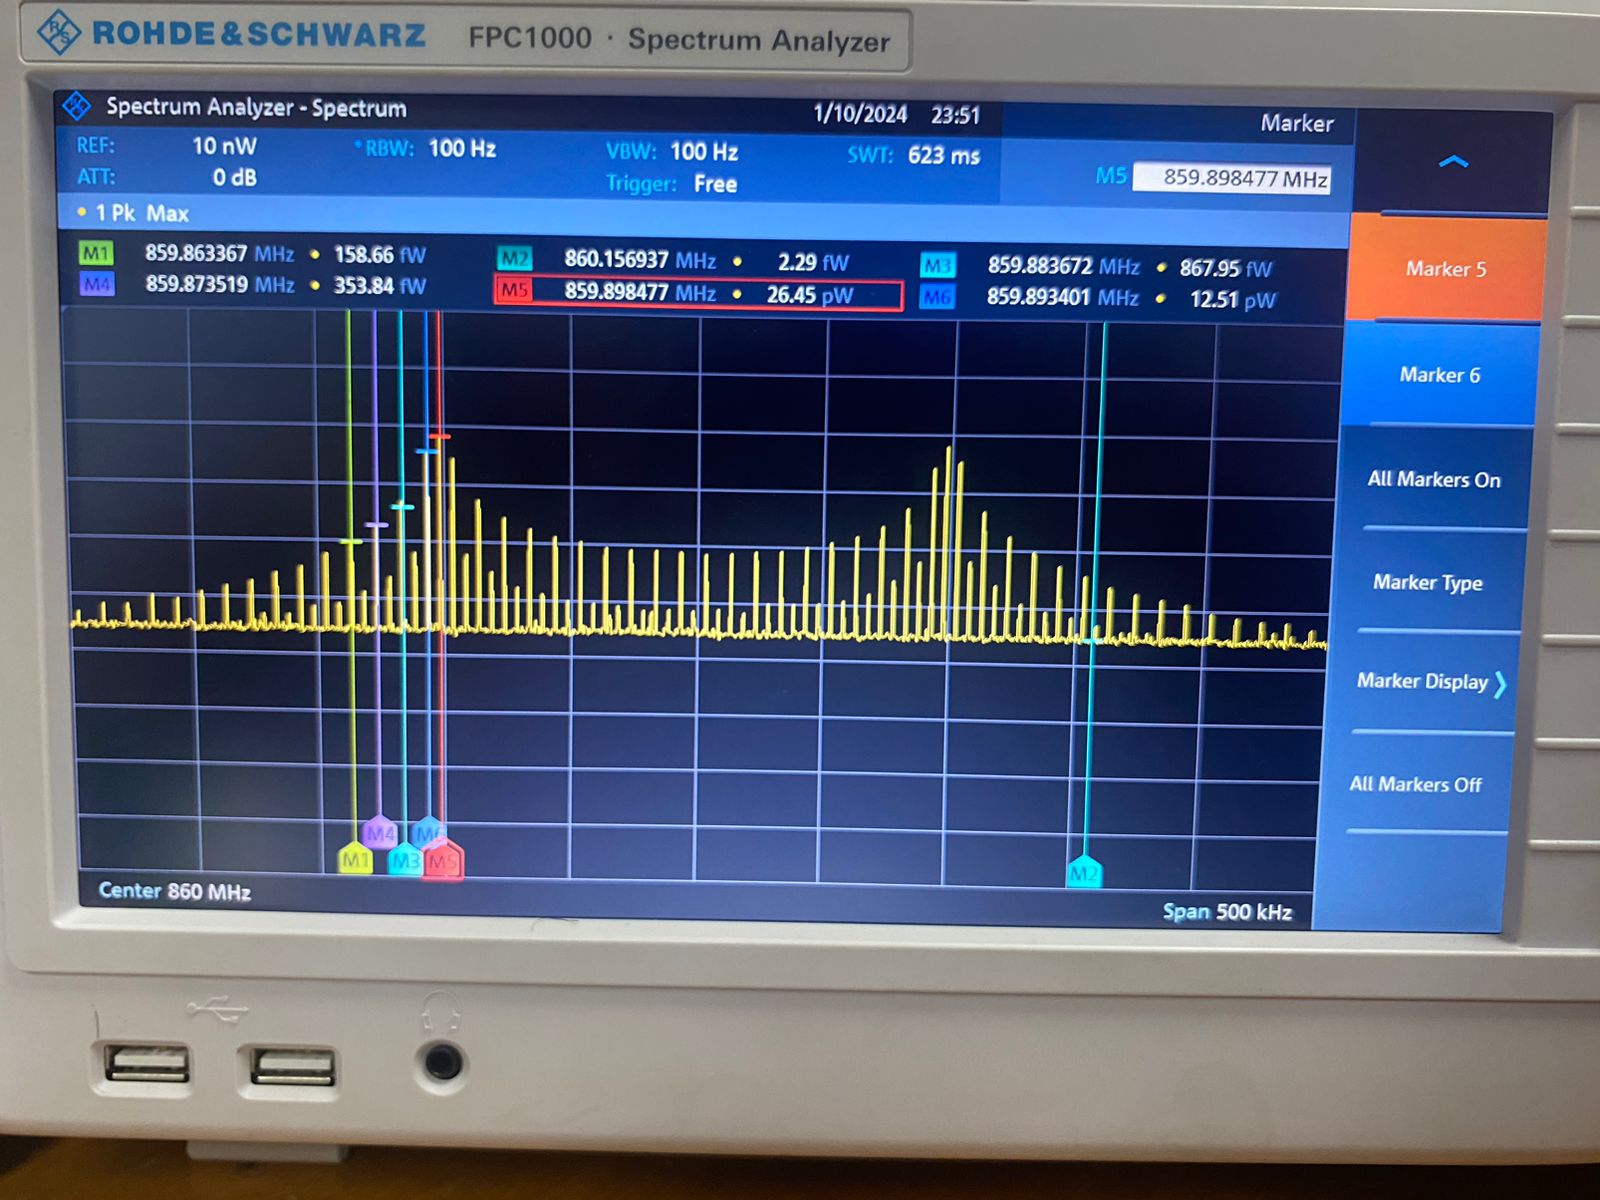 ROHDE & SCHWARZ FPC1000 · Spectrum Analyzer
Spectrum Analyzer - Spectrum 1/10/2024 23:51 Marker
REF: 10 nW RBW: 100 Hz VBW: 100 Hz SWT: 623 ms M5 859.898477 MHz
ATT: 0 dB Trigger: Free
1 Pk Max
M1 859.863367 MHz 158.66 fW M2 860.156937 MHz 2.29 fW M3 859.883672 MHz 867.95 fW
M4 859.873519 MHz 353.84 fW M5 859.898477 MHz 26.45 pW M6 859.893401 MHz 12.51 pW
Marker 5
Marker 6
All Markers On
Marker Type
Marker Display
All Markers Off
M4 M6
M1 M3 M5 M2
Center 860 MHz Span 500 kHz